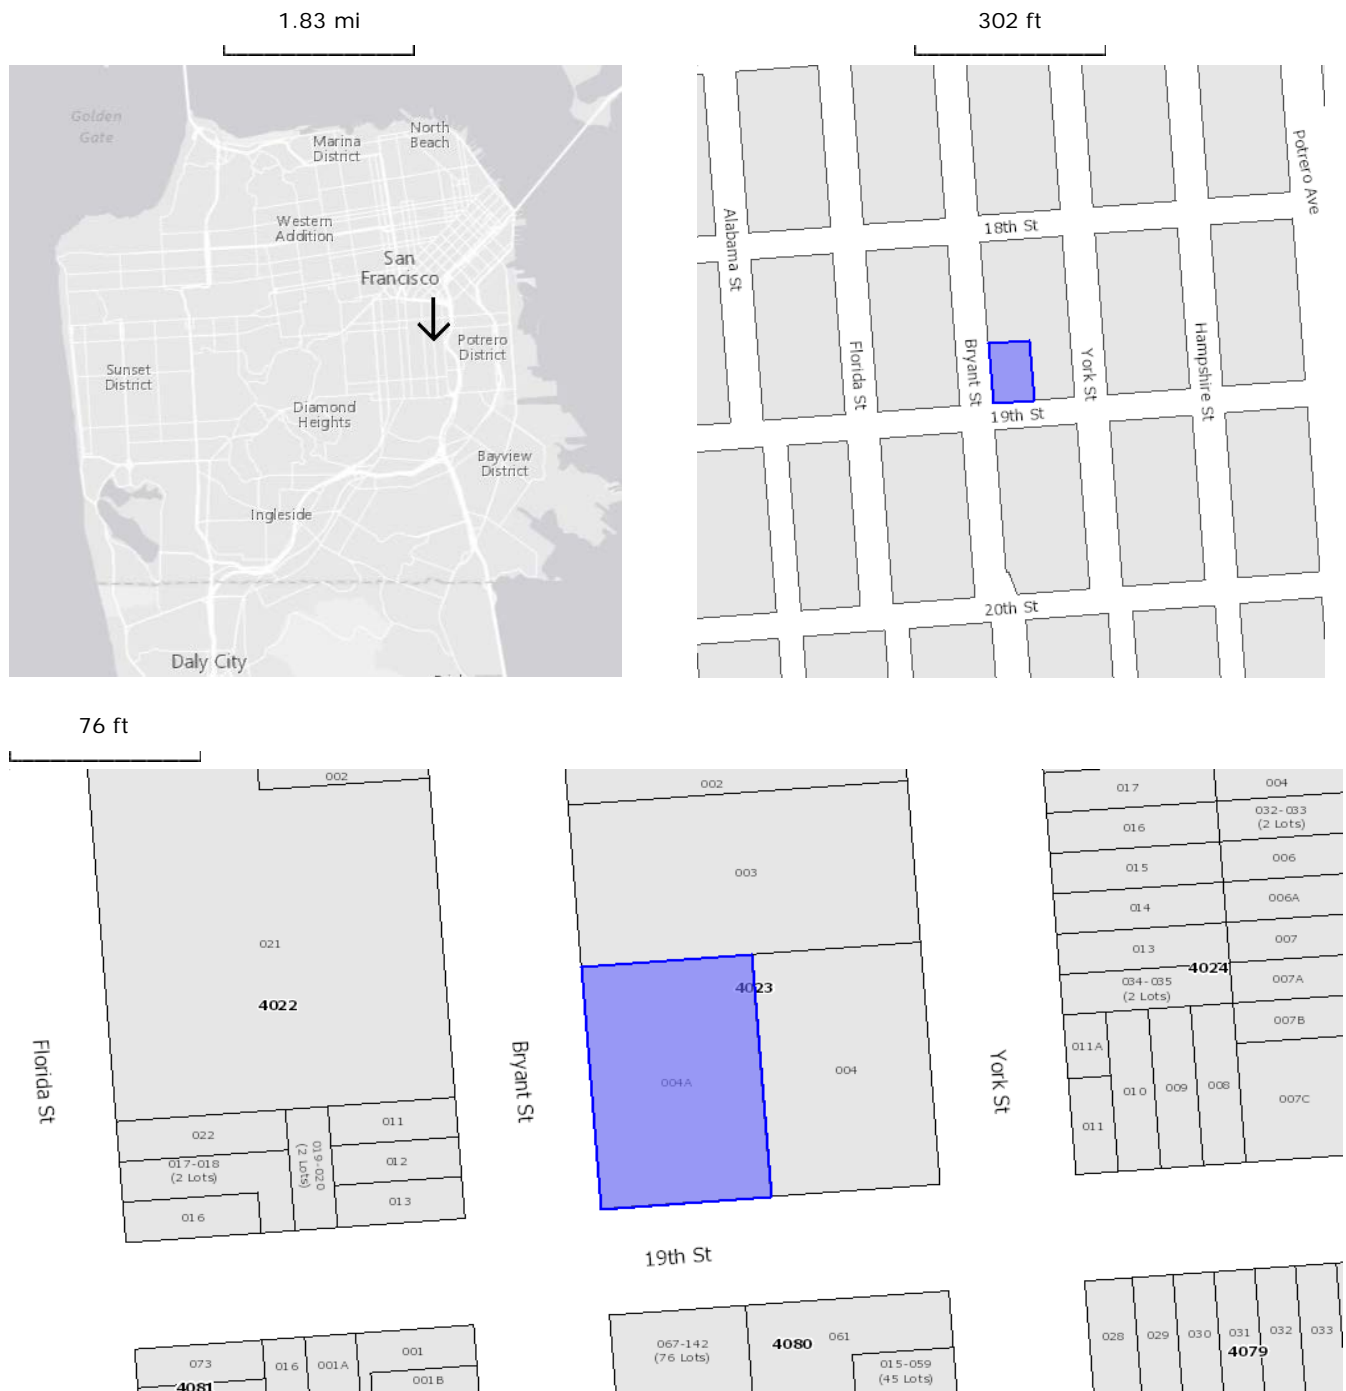 1.83 mi
302 ft
Golden
Gate
Marina
District
North
Beach
Western
Addition
San
Francisco
Potrero
District
Sunset
District
Diamond
Heights
Bayview
District
Ingleside
Daly City
Potrero Ave
Alabama St
18th St
Florida St
Bryant St
York St
Hampshire St
19th St
20th St
76 ft
002
002
017
004
032-033
(2 Lots)
016
003
015
006
014
006A
021
013
007
4024
4022
4023
034-035
(2 Lots)
007A
007B
Florida St
Bryant St
York St
011A
004A
004
010
009
008
007C
022
011
011
017-018
(2 Lots)
019-020
(2 Lots)
012
016
013
19th St
073
016
001A
001
001B
4081
067-142
(76 Lots)
4080
061
015-059
(45 Lots)
028
029
030
031
032
033
4079